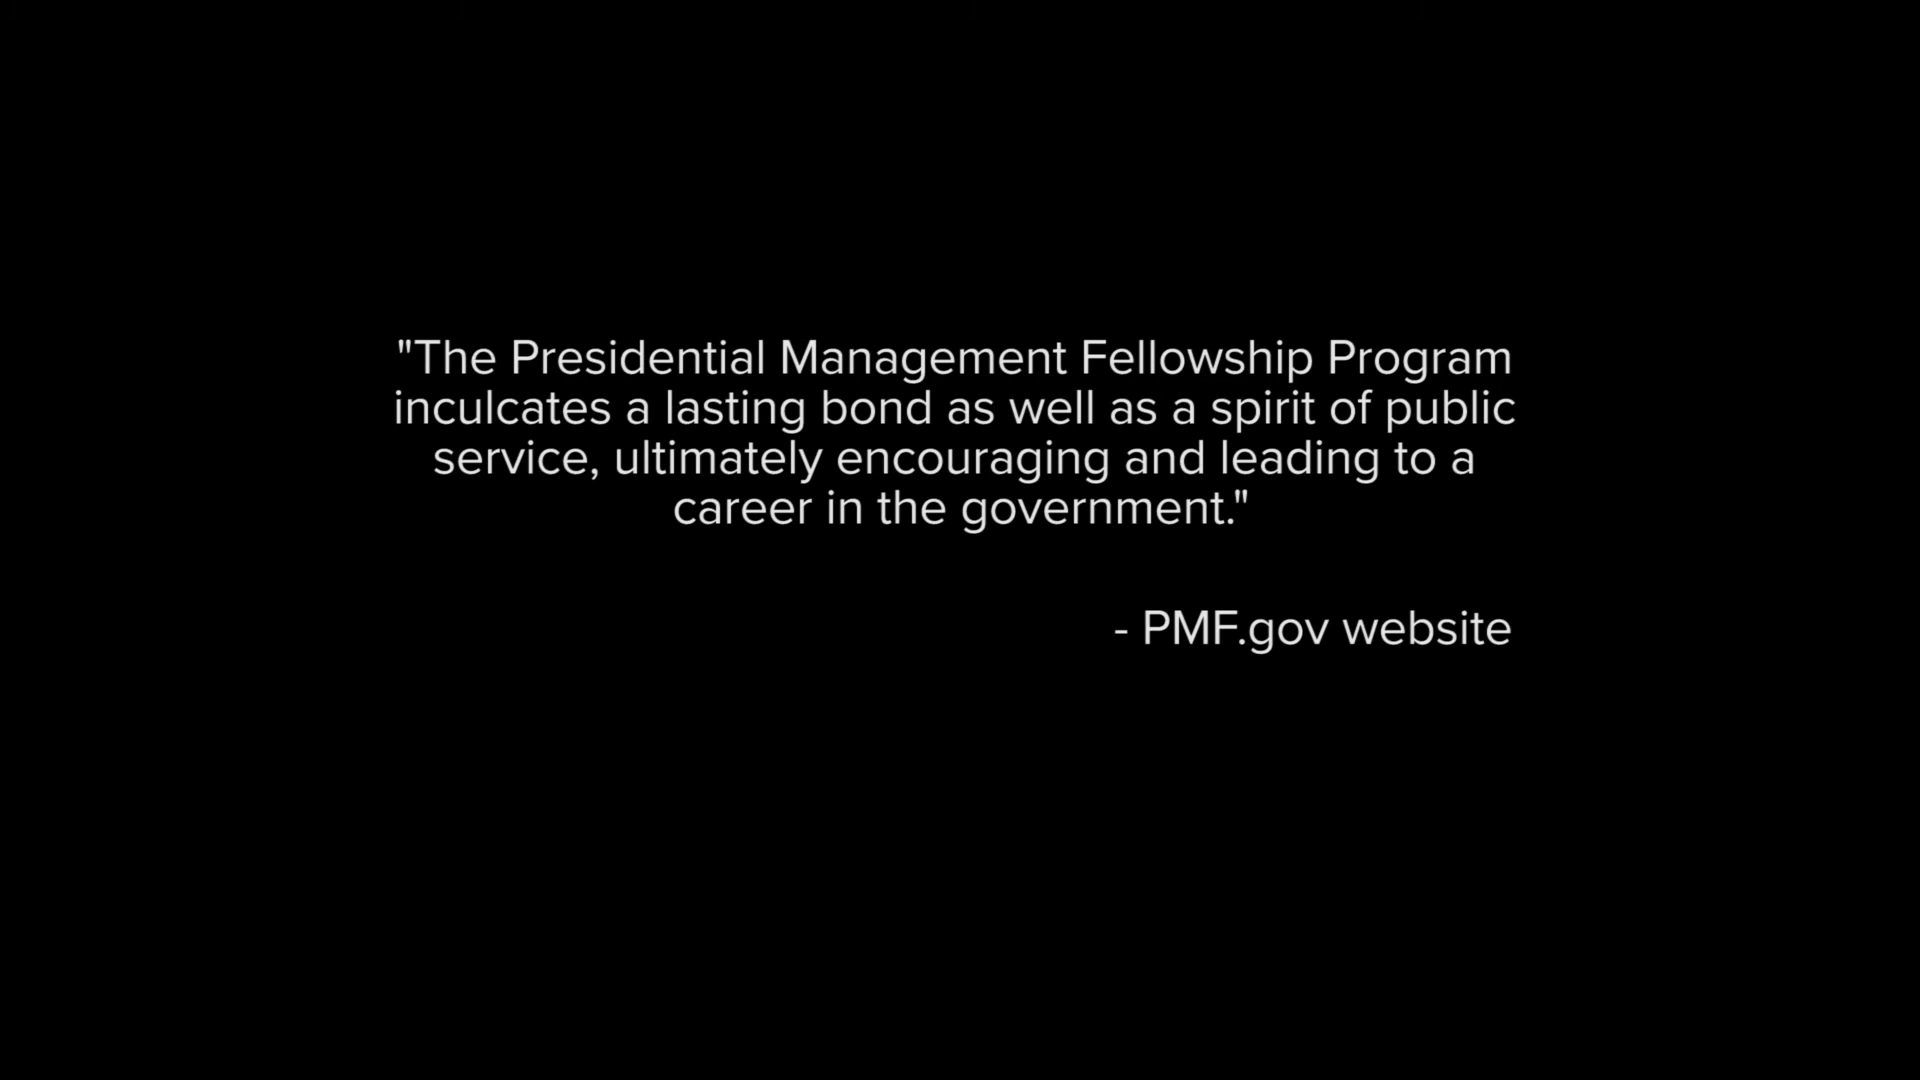 "The Presidential Management Fellowship Program
inculcates a lasting bond as well as a spirit of public
service, ultimately encouraging and leading to a
career in the government."
- PMF.gov website